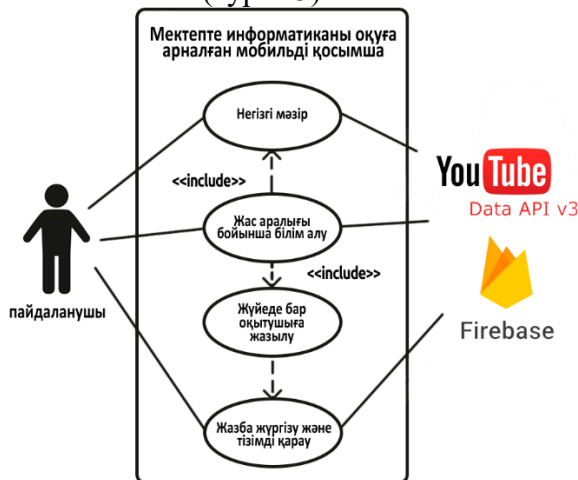 Мектепте информатиканы оқуға
арналған мобильді қосымша
Негізгі мәзір
<<include>>
Жас аралығы
бойынша білім алу
<<include>>
Жүйеде бар
оқытушыға
жазылу
Жазба жүргізу және
тізімді қарау
пайдаланушы
YouTube
Data API v3
Firebase